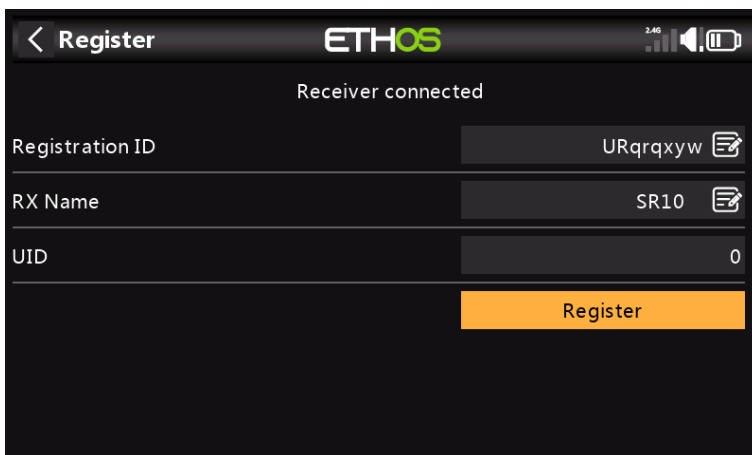 Register ETHOS 2.4G
Receiver connected
Registration ID URqrqxyw
RX Name SR10
UID 0
Register